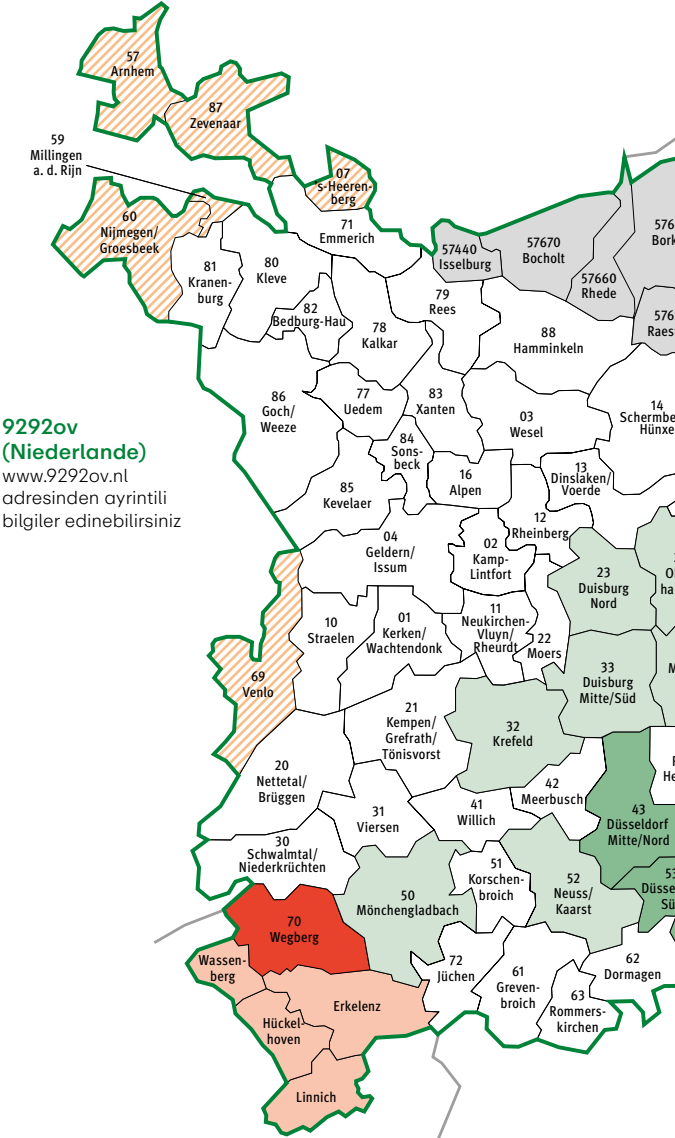 57
Arnhem
87
Zevenaar
59
Millingen
a. d. Rijn
07
's-Heeren-
berg
60
Nijmegen/
Groesbeek
71
Emmerich
81
Kranen-
burg
80
Kleve
82
Bedburg-Hau
57440
Isselburg
57670
Bocholt
57660
Rhede
79
Rees
78
Kalkar
88
Hamminkeln
86
Goch/
Weeze
77
Uedem
83
Xanten
03
Wesel
14
9292ov
(Niederlande)
www.9292ov.nl
adresinden ayrintili
bilgiler edinebilirsiniz
84
Sons-
beck
85
Kevelaer
16
Alpen
13
Dinslaken/
Voerde
12
Rheinberg
04
Geldern/
Issum
02
Kamp-
Lintfort
23
Duisburg
Nord
10
Straelen
01
Kerken/
Wachtendonk
11
Neukirchen-
Vluyn/
Rheurdt
22
Moers
33
Duisburg
Mitte/Süd
69
Venlo
21
Kempen/
Grefrath/
Tönisvorst
32
Krefeld
20
Nettetal/
Brüggen
31
Viersen
41
Willich
42
Meerbusch
43
Düsseldorf
Mitte/Nord
30
Schwalmtal/
Niederkrüchten
50
Mönchengladbach
51
Korschen-
broich
52
Neuss/
Kaarst
70
Wegberg
72
Jüchen
61
Greven-
broich
62
Dormagen
63
Rommers-
kirchen
Wassen-
berg
Erkelenz
Hückel-
hoven
Linnich